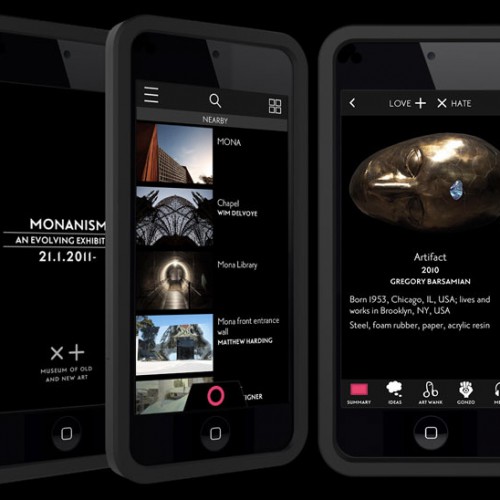 MONANISM
AN EVOLVING EXHIBIT
21.1.2011-
×+
MUSEUM OF OLD
AND NEW ART
NEARBY
MONA
Chapel
WIM DELVOYE
Mona Library
Mona front entrance
wall
MATTHEW HARDING
IGNER
LOVE + × HATE
Artifact
2010
GREGORY BARSAMIAN
Born 1953, Chicago, IL, USA; lives and
works in Brooklyn, NY, USA
Steel, foam rubber, paper, acrylic resin
SUMMARY IDEAS ART WANK GONZO ME